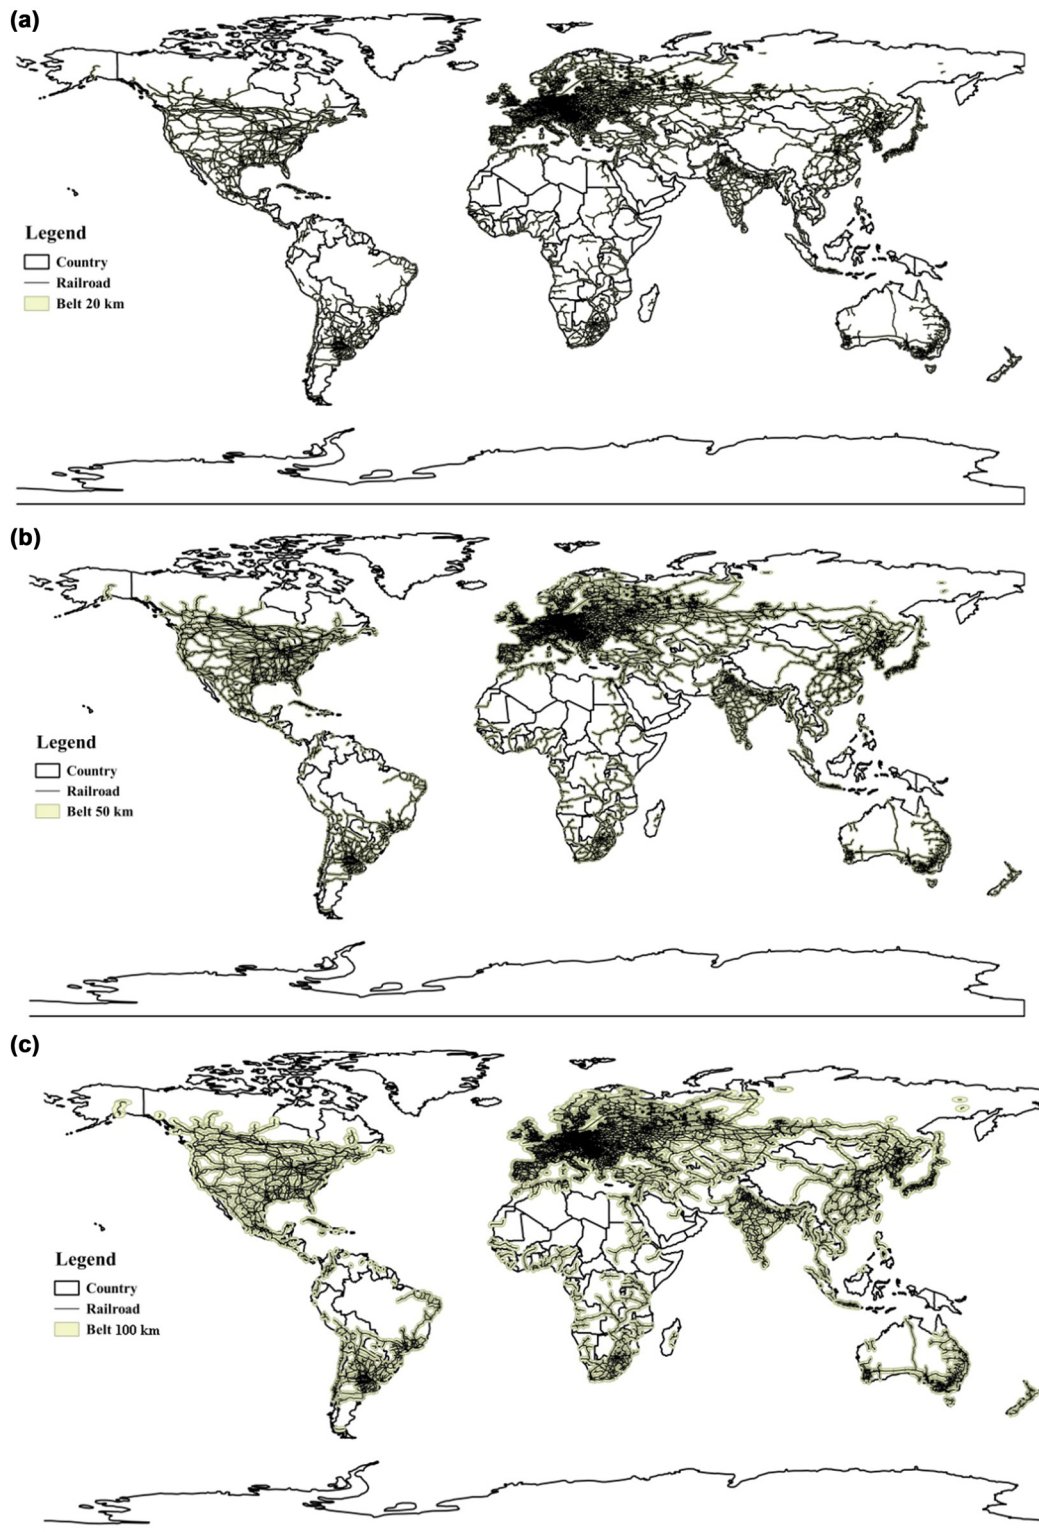 (a)
Legend
Country
Railroad
Belt 20 km
(b)
Legend
Country
Railroad
Belt 50 km
(c)
Legend
Country
Railroad
Belt 100 km